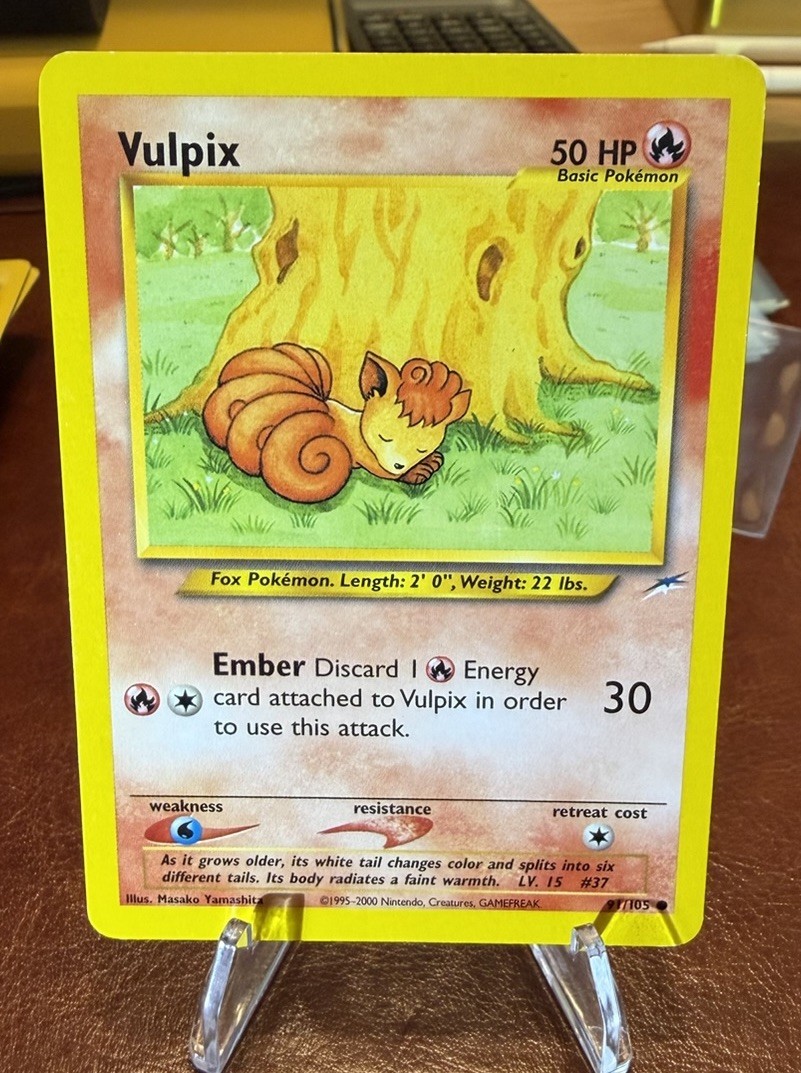 Vulpix
50 HP
Basic Pokémon
Fox Pokémon. Length: 2' 0", Weight: 22 lbs.
Ember Discard 1 Energy
card attached to Vulpix in order
to use this attack.
30
weakness
resistance
retreat cost
As it grows older, its white tail changes color and splits into six
different tails. Its body radiates a faint warmth. LV. 15 #37
Illus. Masako Yamashita
©1995-2000 Nintendo, Creatures, GAMEFREAK.
91/105